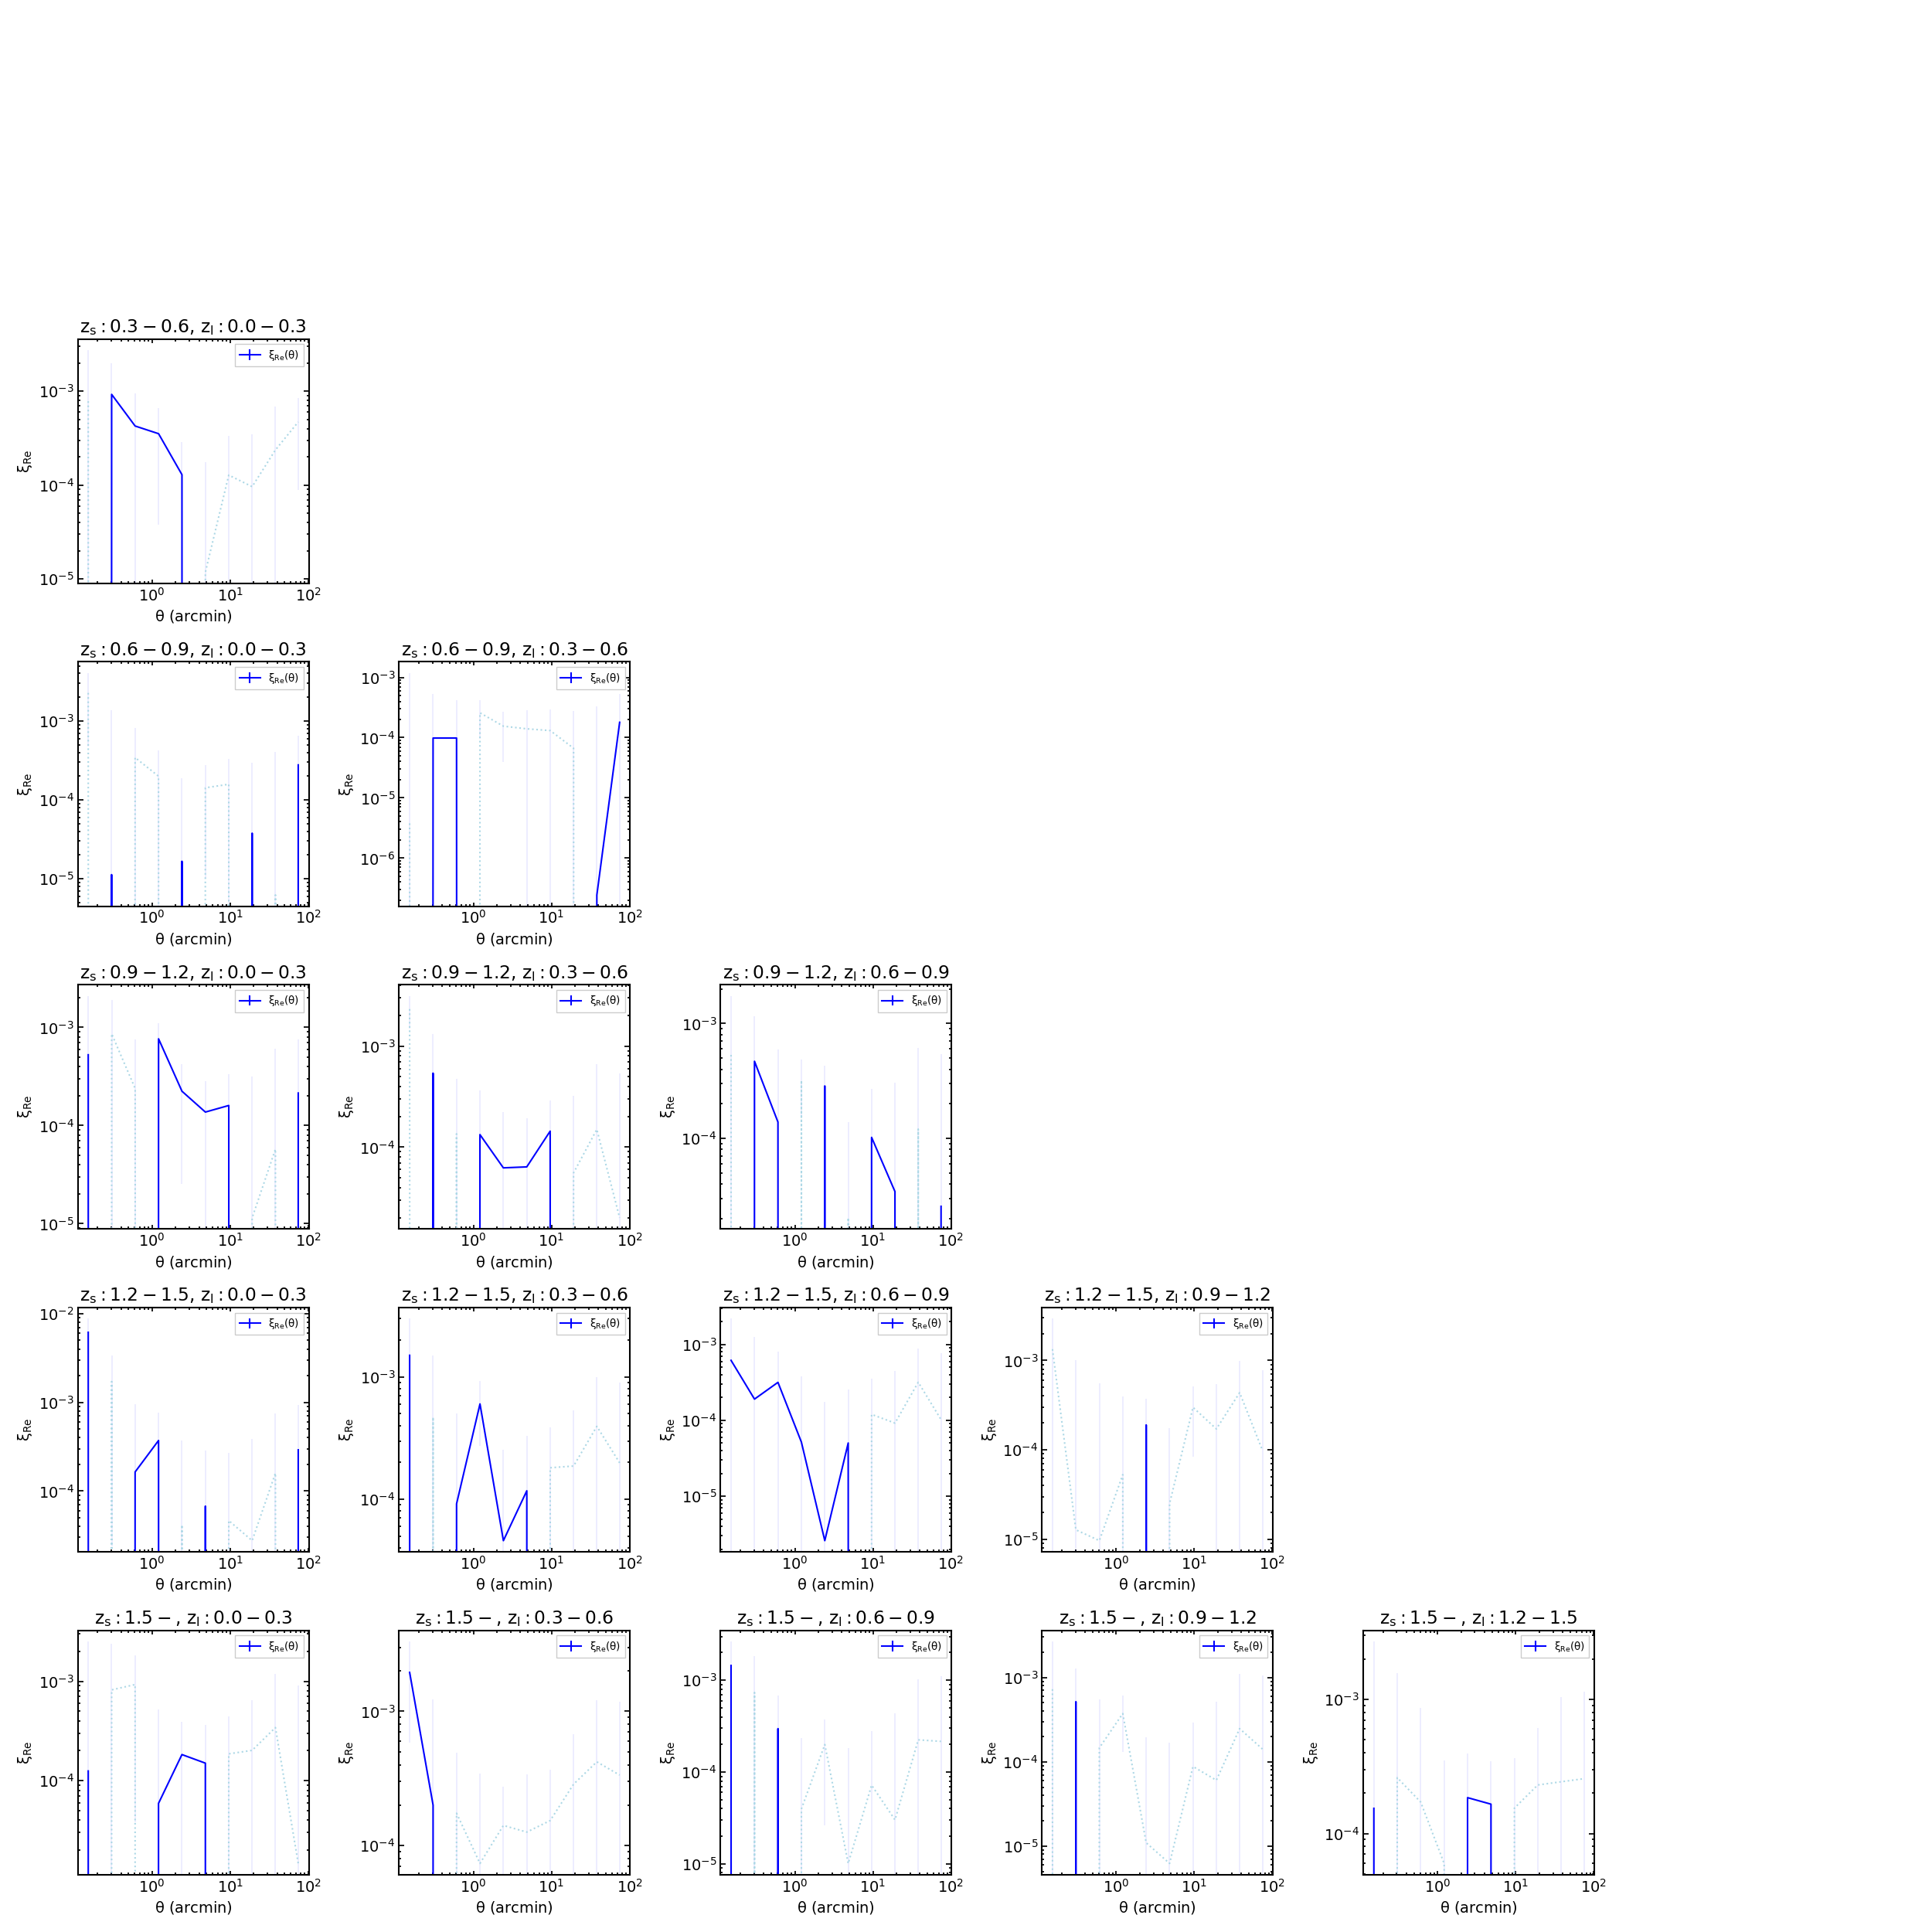 z_s : 0.3 − 0.6, z_l : 0.0 − 0.3
ξ_Re(θ)
10^−3
10^−4
10^−5
ξ_Re
10^0 10^1 10^2
θ (arcmin)
z_s : 0.6 − 0.9, z_l : 0.0 − 0.3
ξ_Re(θ)
10^−3
10^−4
10^−5
ξ_Re
10^0 10^1 10^2
θ (arcmin)
z_s : 0.6 − 0.9, z_l : 0.3 − 0.6
ξ_Re(θ)
10^−3
10^−4
10^−5
10^−6
ξ_Re
10^0 10^1 10^2
θ (arcmin)
z_s : 0.9 − 1.2, z_l : 0.0 − 0.3
ξ_Re(θ)
10^−3
10^−4
10^−5
ξ_Re
10^0 10^1 10^2
θ (arcmin)
z_s : 0.9 − 1.2, z_l : 0.3 − 0.6
ξ_Re(θ)
10^−3
10^−4
ξ_Re
10^0 10^1 10^2
θ (arcmin)
z_s : 0.9 − 1.2, z_l : 0.6 − 0.9
ξ_Re(θ)
10^−3
10^−4
ξ_Re
10^0 10^1 10^2
θ (arcmin)
z_s : 1.2 − 1.5, z_l : 0.0 − 0.3
ξ_Re(θ)
10^−2
10^−3
10^−4
ξ_Re
10^0 10^1 10^2
θ (arcmin)
z_s : 1.2 − 1.5, z_l : 0.3 − 0.6
ξ_Re(θ)
10^−3
10^−4
ξ_Re
10^0 10^1 10^2
θ (arcmin)
z_s : 1.2 − 1.5, z_l : 0.6 − 0.9
ξ_Re(θ)
10^−3
10^−4
10^−5
ξ_Re
10^0 10^1 10^2
θ (arcmin)
z_s : 1.2 − 1.5, z_l : 0.9 − 1.2
ξ_Re(θ)
10^−3
10^−4
10^−5
ξ_Re
10^0 10^1 10^2
θ (arcmin)
z_s : 1.5 − , z_l : 0.0 − 0.3
ξ_Re(θ)
10^−3
10^−4
ξ_Re
10^0 10^1 10^2
θ (arcmin)
z_s : 1.5 − , z_l : 0.3 − 0.6
ξ_Re(θ)
10^−3
10^−4
ξ_Re
10^0 10^1 10^2
θ (arcmin)
z_s : 1.5 − , z_l : 0.6 − 0.9
ξ_Re(θ)
10^−3
10^−4
10^−5
ξ_Re
10^0 10^1 10^2
θ (arcmin)
z_s : 1.5 − , z_l : 0.9 − 1.2
ξ_Re(θ)
10^−3
10^−4
10^−5
ξ_Re
10^0 10^1 10^2
θ (arcmin)
z_s : 1.5 − , z_l : 1.2 − 1.5
ξ_Re(θ)
10^−3
10^−4
ξ_Re
10^0 10^1 10^2
θ (arcmin)